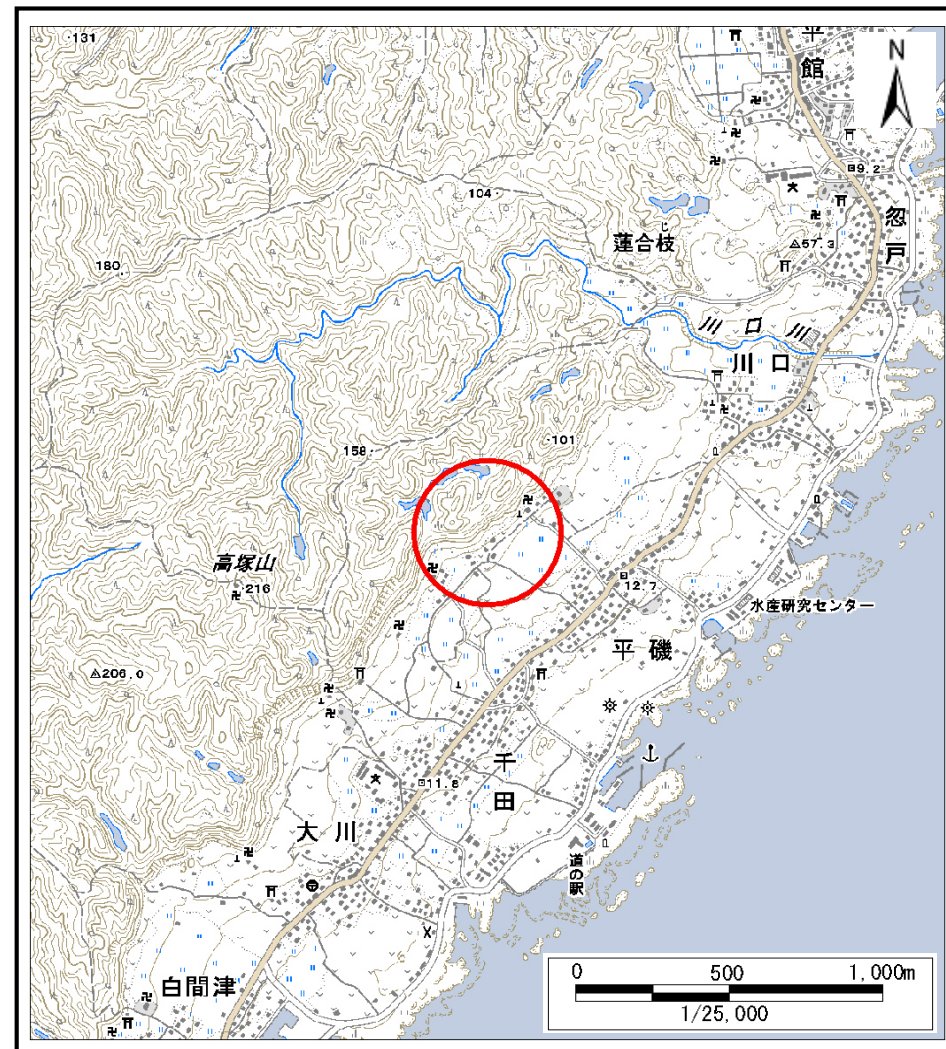 ・131
平館
N
9.2
忽戸
104
蓮合枝
57.3
180
川口川
川口
101
158
高塚山
216
12.7
水産研究センター
平磯
206.0
千田
11.8
大川
道の駅
白間津
0 500 1,000m
1/25,000